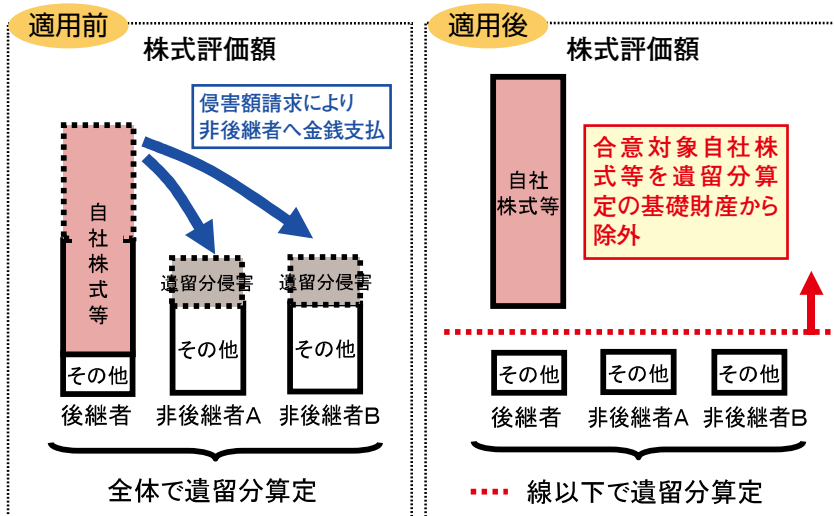 適用前
株式評価額
侵害額請求により
非後継者へ金銭支払
自社株式等
遺留分侵害
遺留分侵害
その他
その他
その他
後継者
非後継者A
非後継者B
全体で遺留分算定
適用後
株式評価額
自社
株式等
合意対象自社株
式等を遺留分算
定の基礎財産から
除外
その他
その他
その他
後継者
非後継者A
非後継者B
線以下で遺留分算定